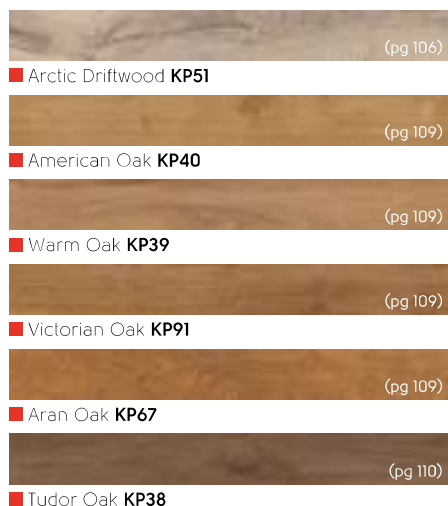 (pg 106)
Arctic Driftwood KP51
(pg 109)
American Oak KP40
(pg 109)
Warm Oak KP39
(pg 109)
Victorian Oak KP91
(pg 109)
Aran Oak KP67
(pg 110)
Tudor Oak KP38